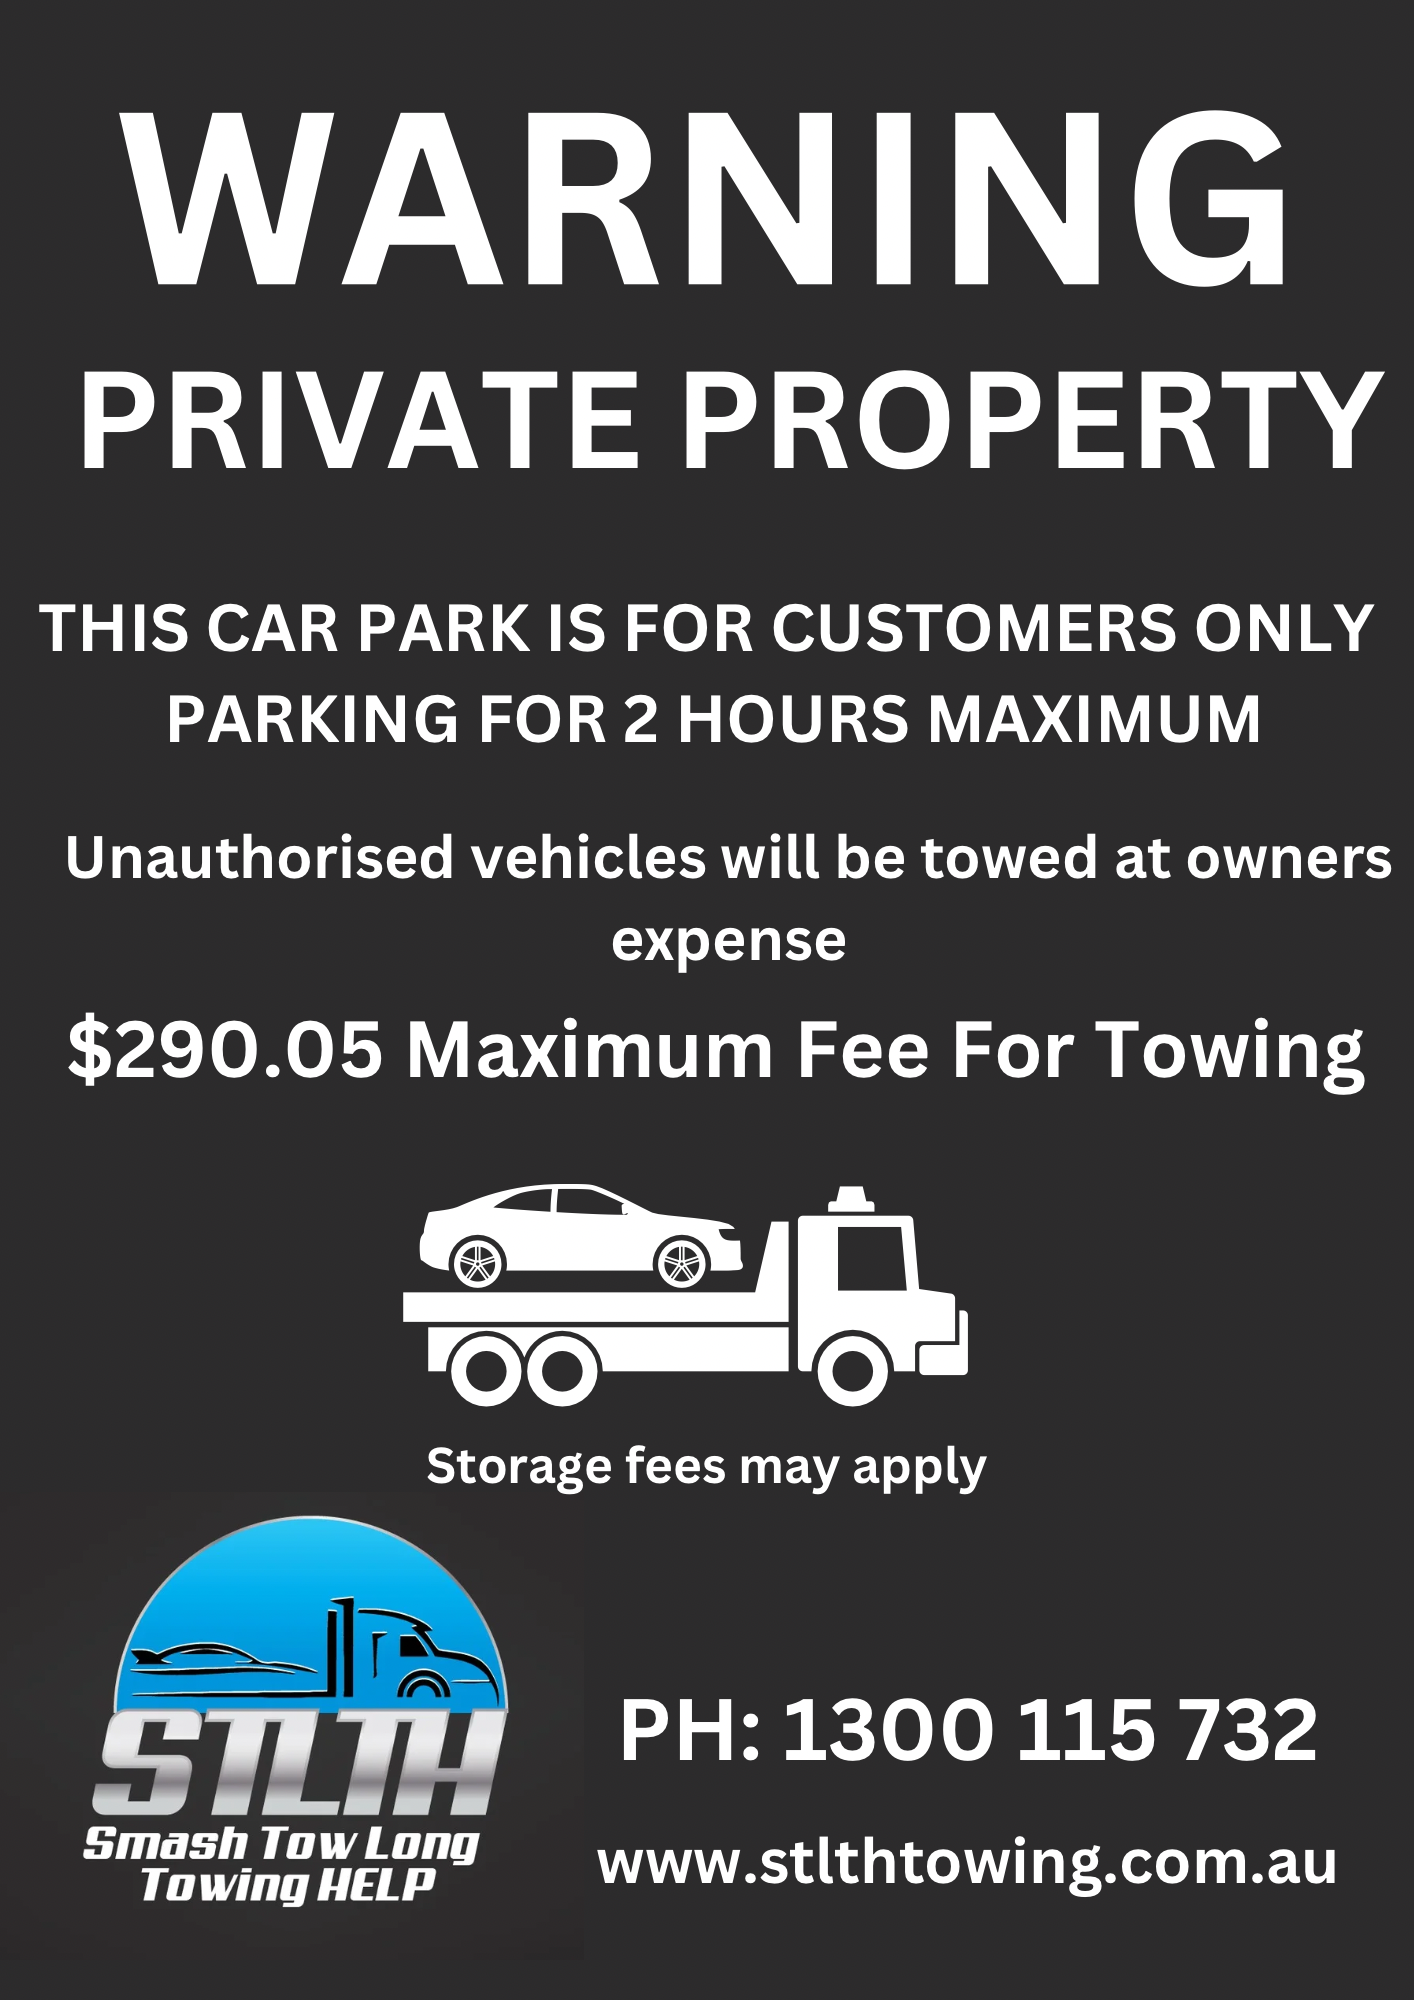 WARNING
PRIVATE PROPERTY
THIS CAR PARK IS FOR CUSTOMERS ONLY
PARKING FOR 2 HOURS MAXIMUM
Unauthorised vehicles will be towed at owners
expense
$290.05 Maximum Fee For Towing
Storage fees may apply
STLTH
Smash Tow Long
Towing HELP
PH: 1300 115 732
www.stlthtowing.com.au